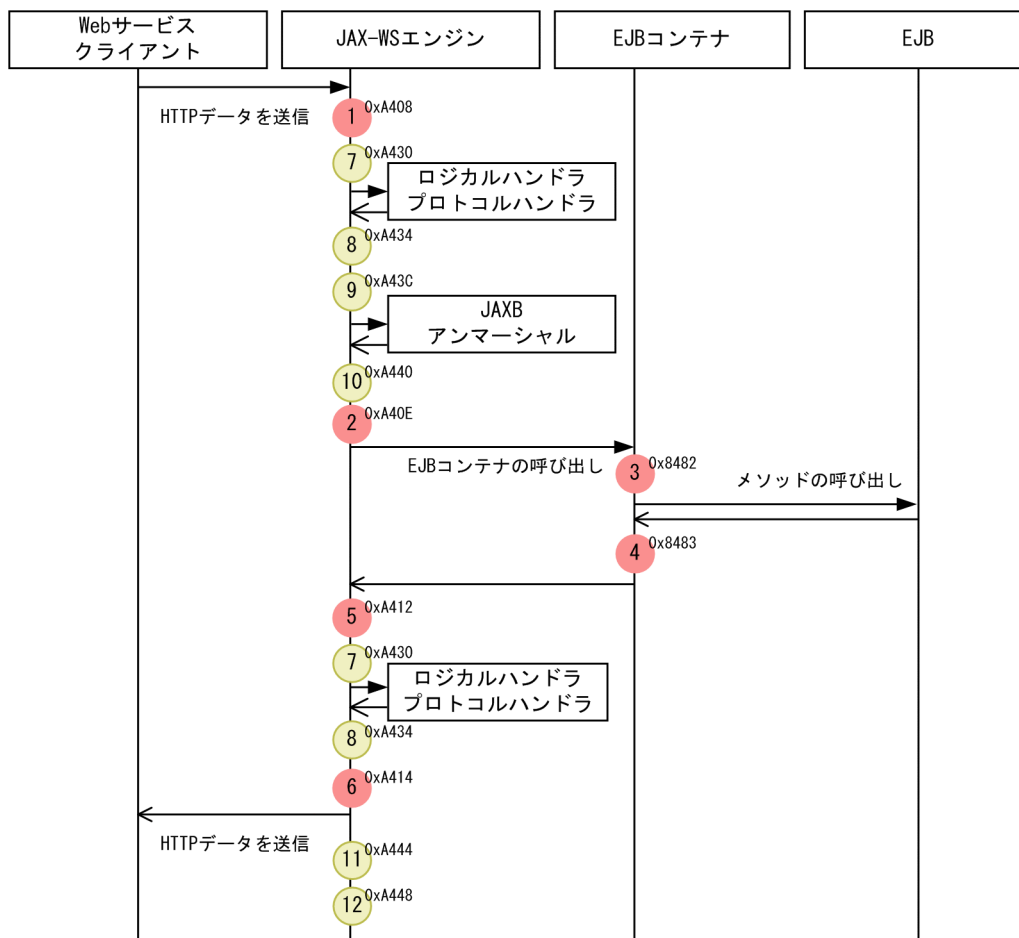 Webサービス
クライアント
JAX-WSエンジン
EJBコンテナ
EJB
HTTPデータを送信
1
0xA408
7
0xA430
ロジカルハンドラ
プロトコルハンドラ
8
0xA434
9
0xA43C
JAXB
アンマーシャル
10
0xA440
2
0xA40E
EJBコンテナの呼び出し
3
0x8482
メソッドの呼び出し
4
0x8483
5
0xA412
7
0xA430
ロジカルハンドラ
プロトコルハンドラ
8
0xA434
6
0xA414
HTTPデータを送信
11
0xA444
12
0xA448